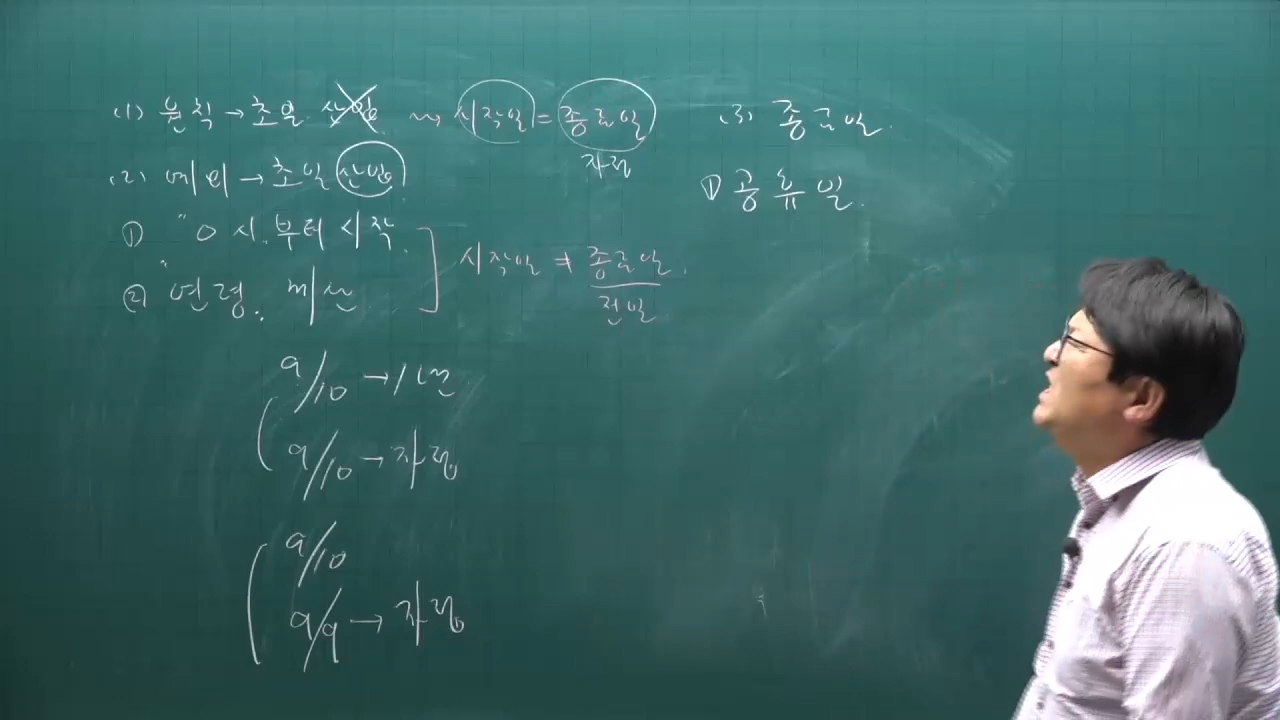 (1) 원칙 → 초일 산입 ~> 시작일 = 종료일
자정
(2) 예외 → 초일 산입
① "0시"부터 시작
② "연령" 계산
시작일 ≠ 종료일.
전일
9/10 → 1년
9/10 → 자정
9/10
9/9 → 자정
(3) 종료일.
① 공휴일.